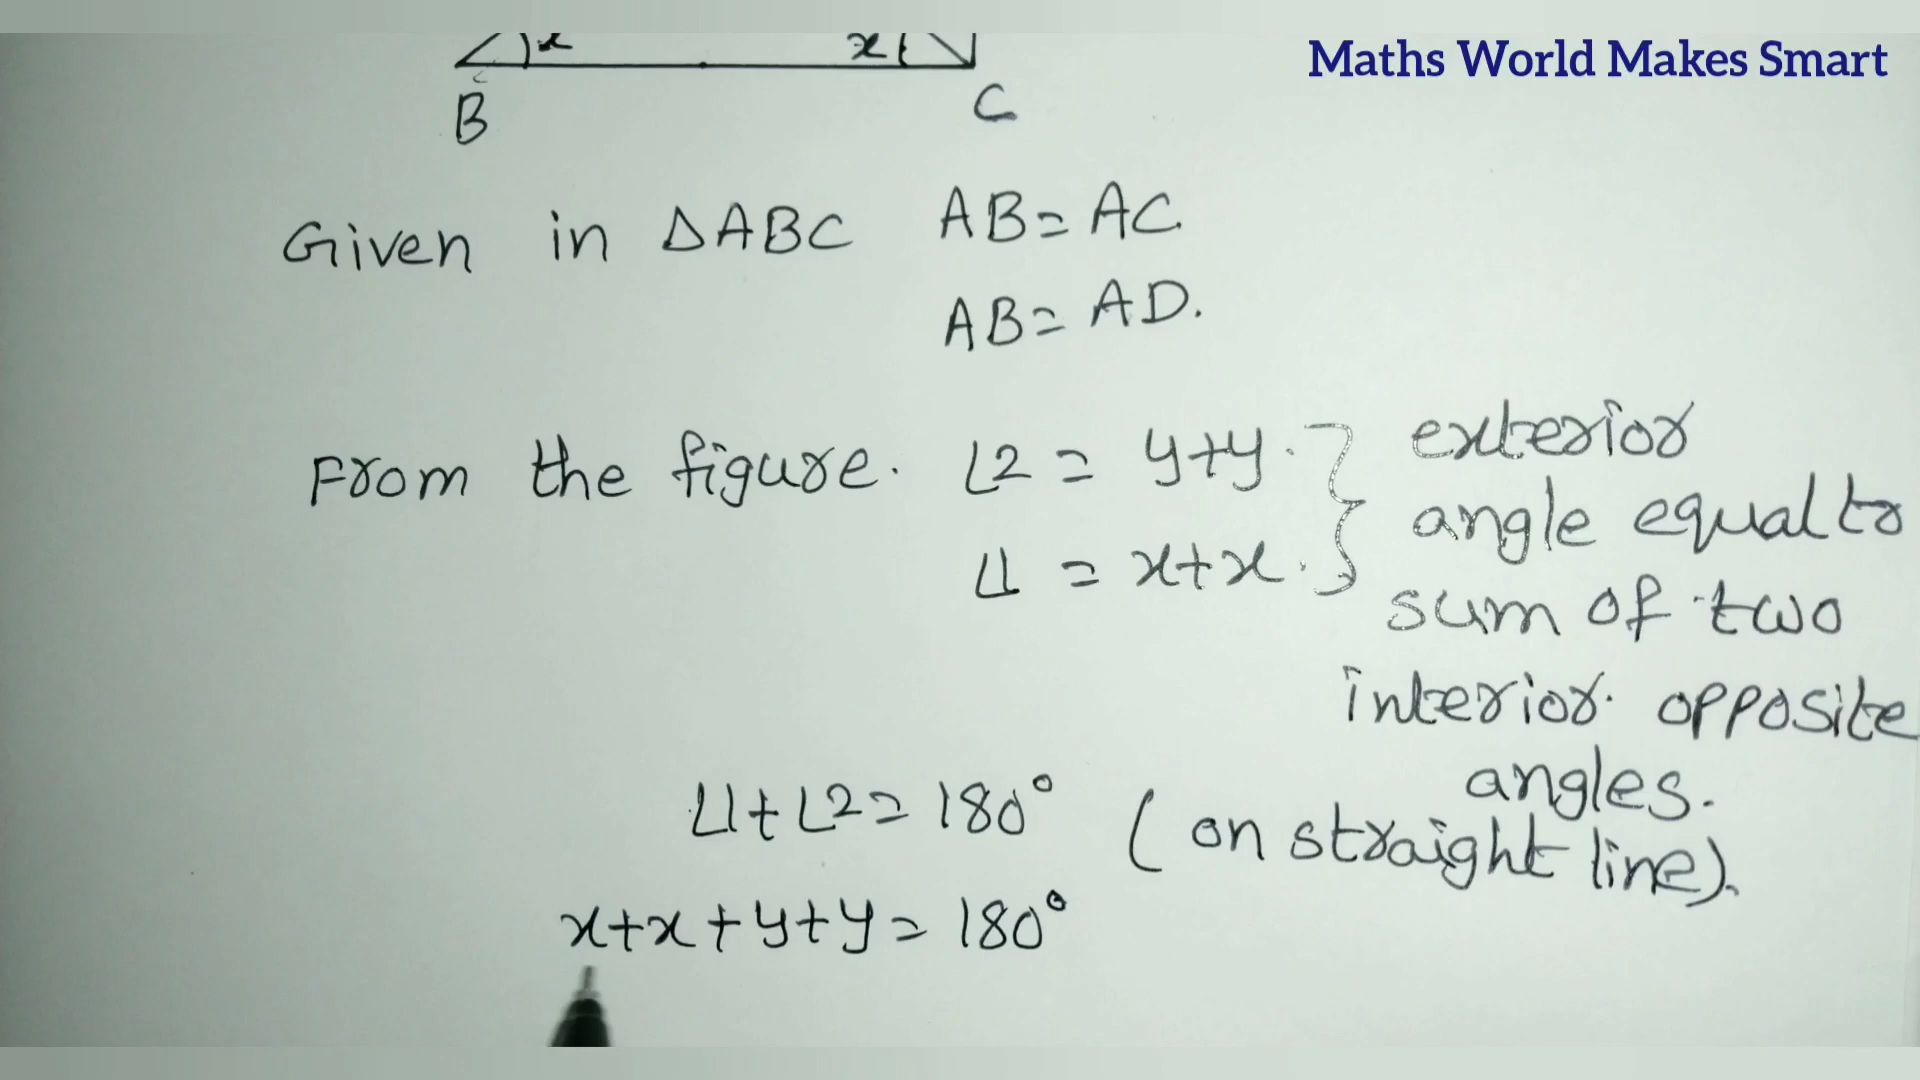 Maths World Makes Smart
x x
B C
Given in ΔABC AB = AC.
AB = AD.
From the figure. ∠2 = y+y.
∠1 = x+x.
exterior
angle equal to
sum of two
interior opposite
angles.
∠1+∠2 = 180° (on straight line).
x+x+y+y = 180°